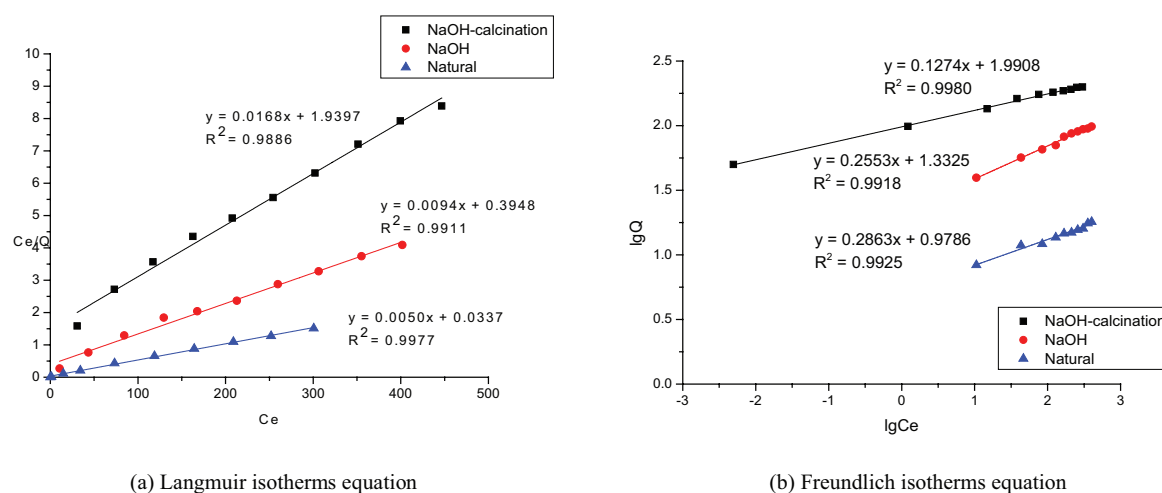 NaOH-calcination
NaOH
Natural
10
9
8
7
6
5
4
3
2
1
0
Ce/Q
y = 0.0168x + 1.9397
R2 = 0.9886
y = 0.0094x + 0.3948
R2 = 0.9911
y = 0.0050x + 0.0337
R2 = 0.9977
0 100 200 300 400 500
Ce
(a) Langmuir isotherms equation
2.5
2.0
1.5
1.0
0.5
0.0
lgQ
y = 0.1274x + 1.9908
R2 = 0.9980
y = 0.2553x + 1.3325
R2 = 0.9918
y = 0.2863x + 0.9786
R2 = 0.9925
NaOH-calcination
NaOH
Natural
-3 -2 -1 0 1 2 3
lgCe
(b) Freundlich isotherms equation